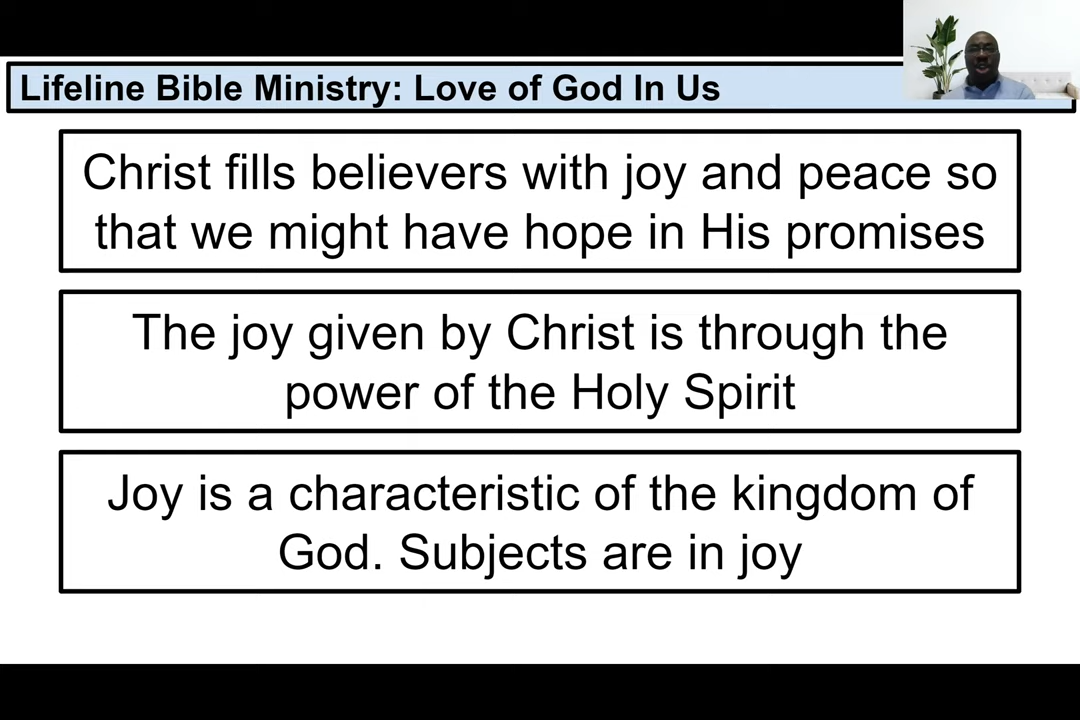 Lifeline Bible Ministry: Love of God In Us
Christ fills believers with joy and peace so
that we might have hope in His promises
The joy given by Christ is through the
power of the Holy Spirit
Joy is a characteristic of the kingdom of
God. Subjects are in joy